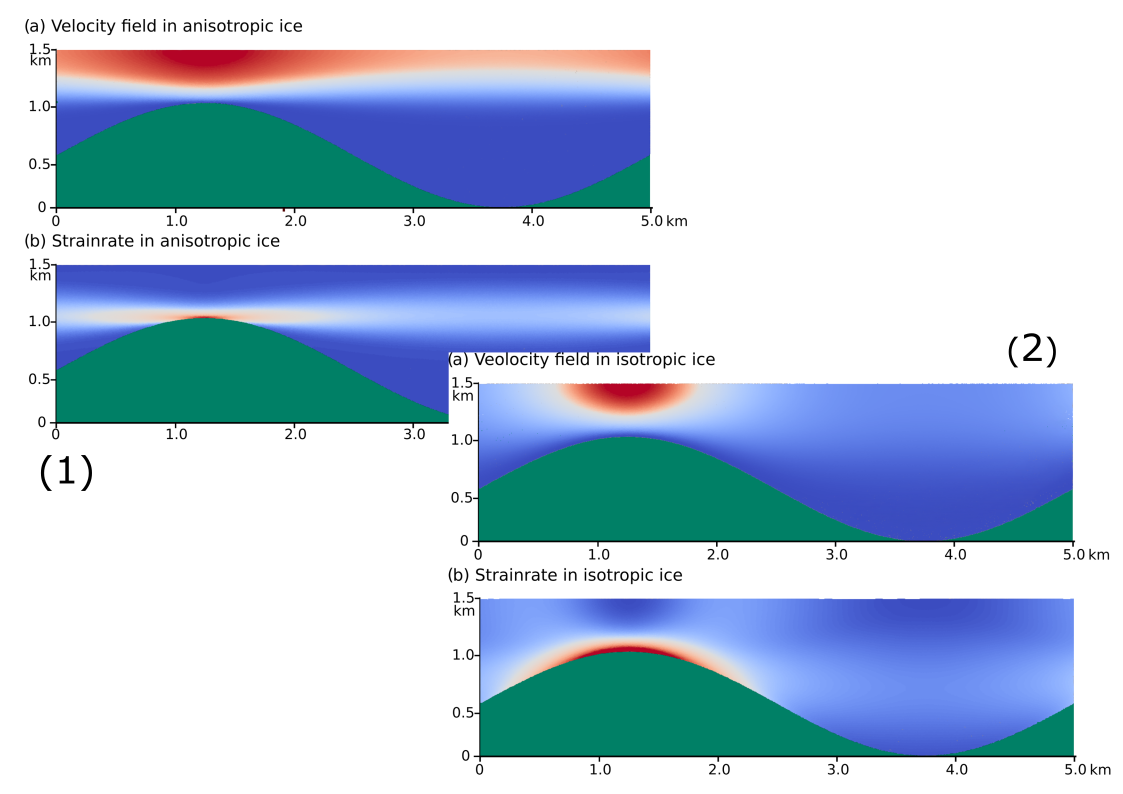 (a) Velocity field in anisotropic ice
1.5
km
1.0
0.5
0
0 1.0 2.0 3.0 4.0 5.0 km
(b) Strainrate in anisotropic ice
1.5
km
1.0
0.5
0
0 1.0 2.0 3.0
(1)
(2)
(a) Veolocity field in isotropic ice
1.5
km
1.0
0.5
0
0 1.0 2.0 3.0 4.0 5.0 km
(b) Strainrate in isotropic ice
1.5
km
1.0
0.5
0
0 1.0 2.0 3.0 4.0 5.0 km